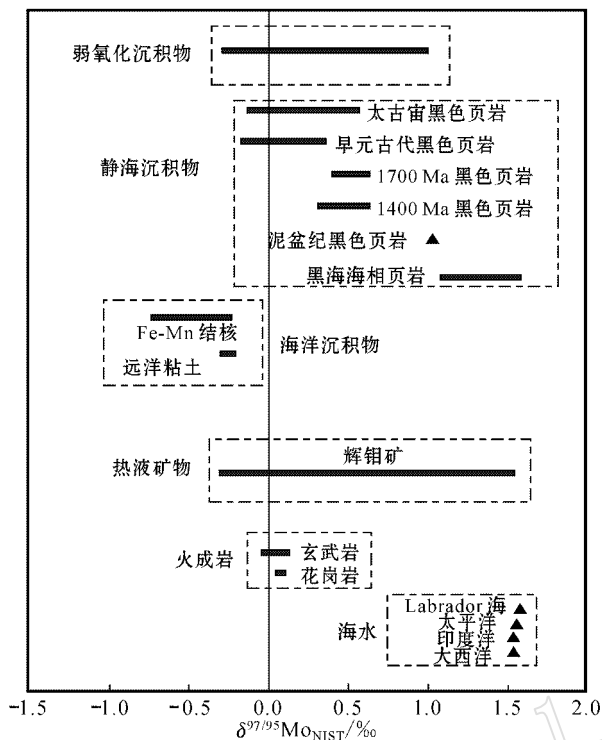 弱氧化沉积物
太古宙黑色页岩
早元古代黑色页岩
静海沉积物
1700 Ma 黑色页岩
1400 Ma 黑色页岩
泥盆纪黑色页岩
黑海海相页岩
Fe-Mn 结核
海洋沉积物
远洋粘土
辉钼矿
热液矿物
玄武岩
火成岩
花岗岩
Labrador 海
太平洋
海水
印度洋
大西洋
-1.5 -1.0 -0.5 0.0 0.5 1.0 1.5 2.0
δ97/95MoNIST/‰